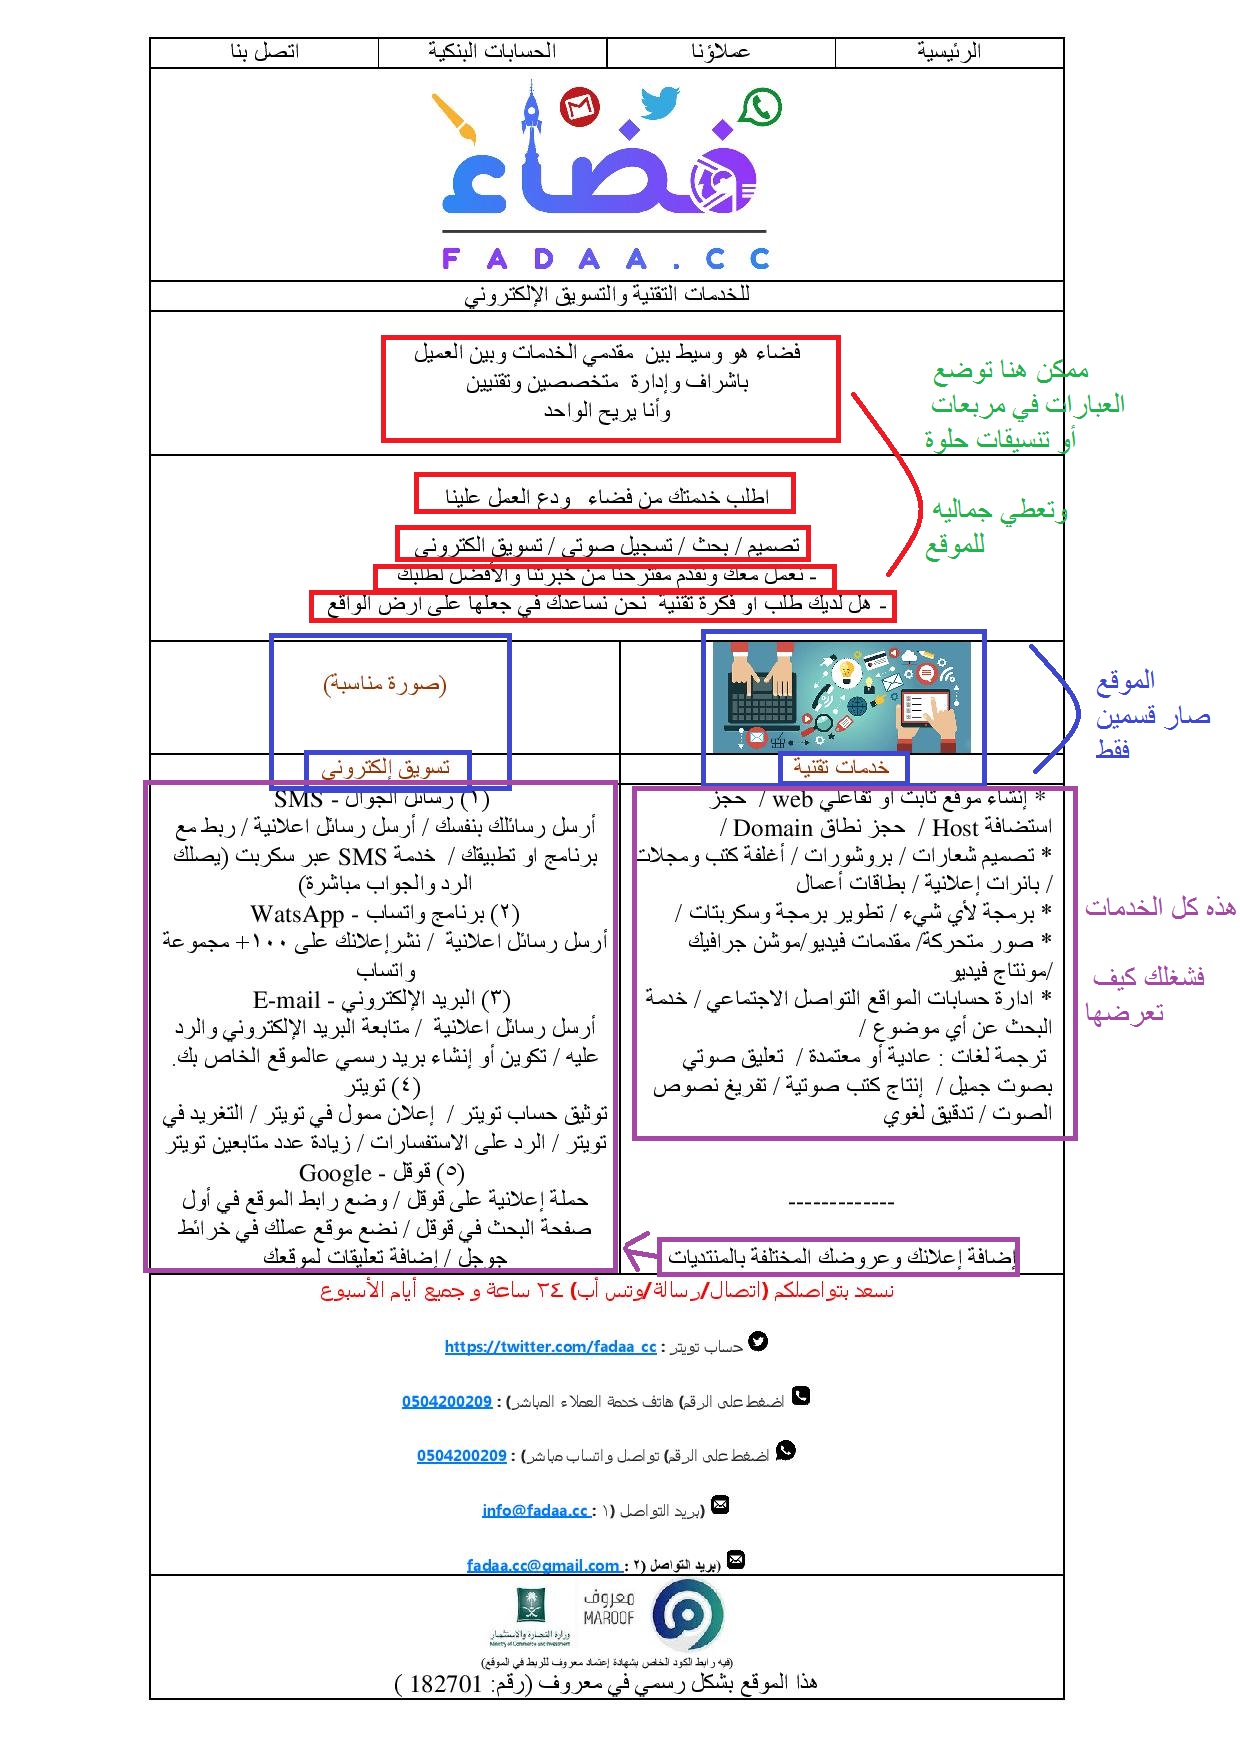 الرئيسية
عملاؤنا
الحسابات البنكية
اتصل بنا
فضاء
FADAA.CC
للخدمات التقنية والتسويق الإلكتروني
فضاء هو وسيط بين مقدمي الخدمات وبين العميل
باشراف وإدارة متخصصين وتقنيين
وأنا يريح الواحد
ممكن هنا توضع
العبارات في مربعات
أو تنسيقات حلوة
وتعطي جماليه
للموقع
اطلب خدمتك من فضاء ودع العمل علينا
تصميم / بحث / تسجيل صوتي / تسويق الكتروني
- نعمل معك ونقدم مقترحنا من خبرتنا والأفضل لطلبك
- هل لديك طلب او فكرة تقنية نحن نساعدك في جعلها على ارض الواقع
الموقع
صار قسمين
فقط
(صورة مناسبة)
خدمات تقنية
* إنشاء موقع ثابت او تفاعلي web / حجز
استضافة Host / حجز نطاق Domain /
* تصميم شعارات / بروشورات / أغلفة كتب ومجلات
/ بانرات إعلانية / بطاقات أعمال
* برمجة لأي شيء / تطوير برمجة وسكربتات /
* صور متحركة/ مقدمات فيديو/موشن جرافيك
/مونتاج فيديو
* ادارة حسابات المواقع التواصل الاجتماعي / خدمة
البحث عن أي موضوع /
ترجمة لغات : عادية أو معتمدة / تعليق صوتي
بصوت جميل / إنتاج كتب صوتية / تفريغ نصوص
الصوت / تدقيق لغوي
-------------
إضافة إعلانك وعروضك المختلفة بالمنتديات
هذه كل الخدمات
فشغلك كيف
تعرضها
تسويق إلكتروني
(١) رسائل الجوال - SMS
أرسل رسائلك بنفسك / أرسل رسائل اعلانية / ربط مع
برنامج او تطبيقك / خدمة SMS عبر سكربت (يصلك
الرد والجواب مباشرة)
(٢) برنامج واتساب - WatsApp
أرسل رسائل اعلانية / نشرإعلانك على ١٠٠+ مجموعة
واتساب
(٣) البريد الإلكتروني - E-mail
أرسل رسائل اعلانية / متابعة البريد الإلكتروني والرد
عليه / تكوين أو إنشاء بريد رسمي عالموقع الخاص بك.
(٤) تويتر
توثيق حساب تويتر / إعلان ممول في تويتر / التغريد في
تويتر / الرد على الاستفسارات / زيادة عدد متابعين تويتر
(٥) قوقل - Google
حملة إعلانية على قوقل / وضع رابط الموقع في أول
صفحة البحث في قوقل / نضع موقع عملك في خرائط
جوجل / إضافة تعليقات لموقعك
نسعد بتواصلكم (اتصال/رسالة/وتس أب) ٢٤ ساعة و جميع أيام الأسبوع
حساب تويتر : https://twitter.com/fadaa_cc
اضغط على الرقم) هاتف خدمة العملاء المباشر) : 0504200209
اضغط على الرقم) تواصل واتساب مباشر) : 0504200209
(بريد التواصل (١ : info@fadaa.cc
(بريد التواصل (٢ : fadaa.cc@gmail.com
معروف
MAROOF
وزارة التجارة والاستثمار
Ministry of Commerce and Investment
(فيه رابط الكود الخاص بشهادة إعتماد معروف للربط في الموقع)
هذا الموقع بشكل رسمي في معروف (رقم: 182701 )